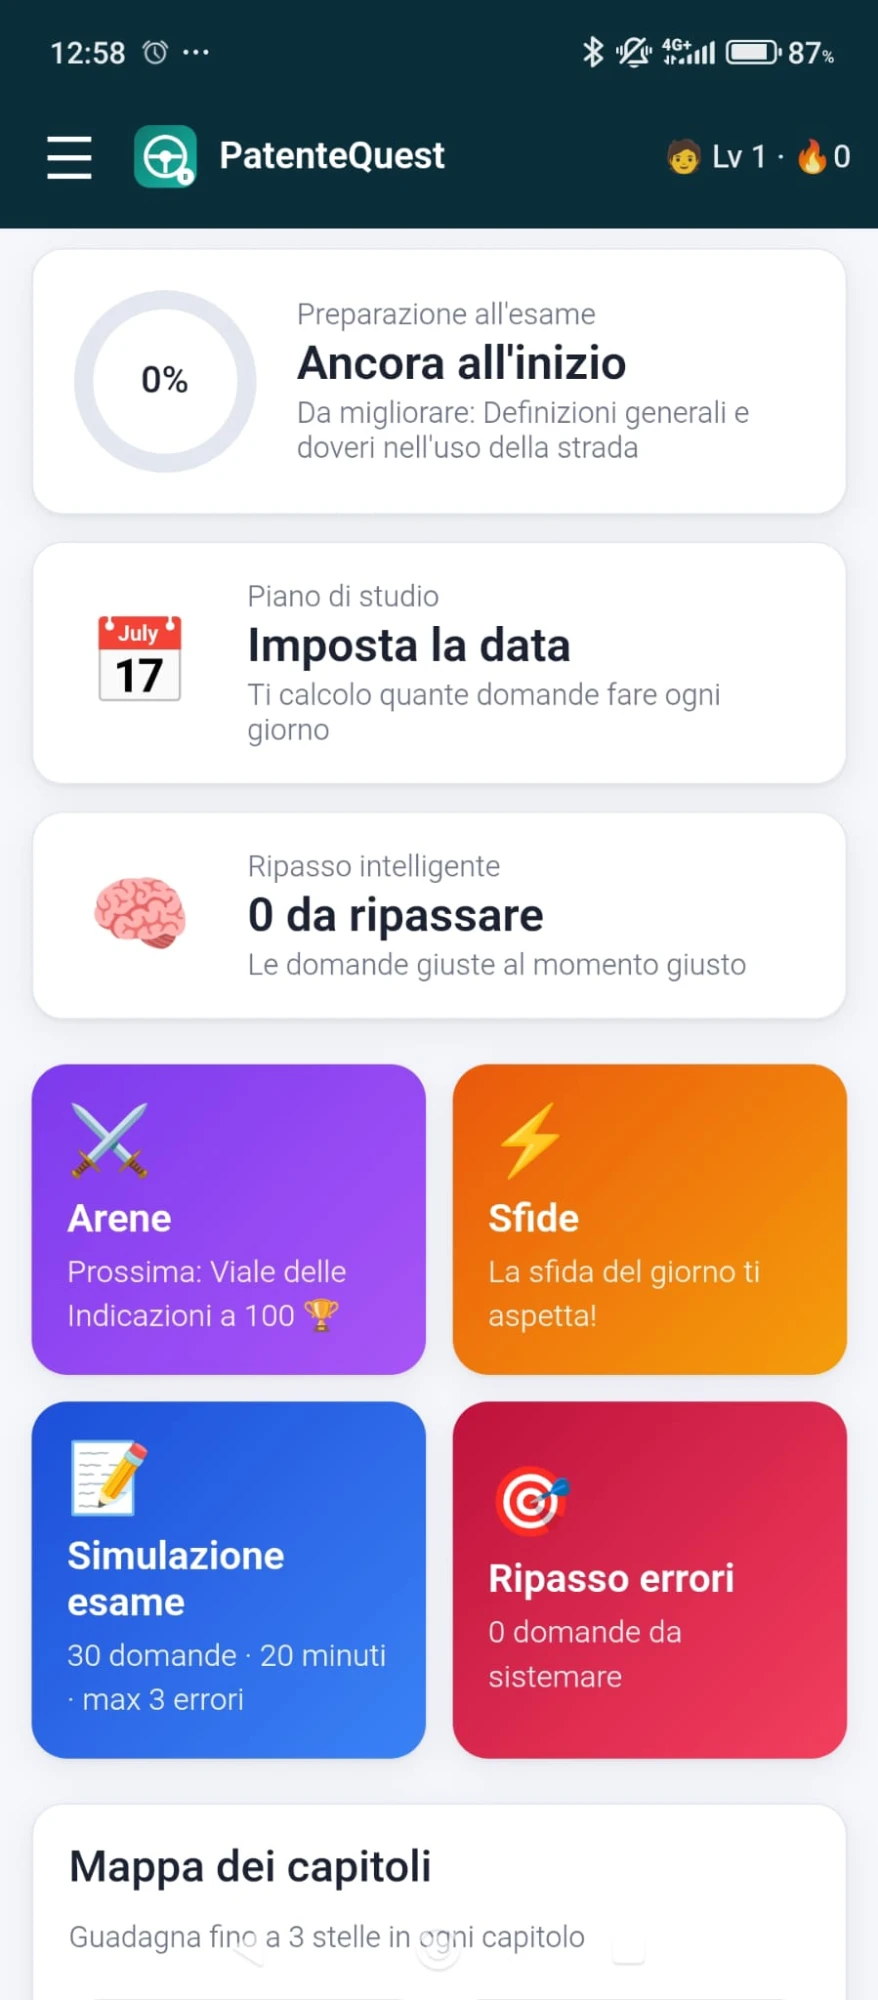 12:58 ... 4G+ 87%
PatenteQuest Lv 1 · 0
0%
Preparazione all'esame
Ancora all'inizio
Da migliorare: Definizioni generali e
doveri nell'uso della strada
July
17
Piano di studio
Imposta la data
Ti calcolo quante domande fare ogni
giorno
Ripasso intelligente
0 da ripassare
Le domande giuste al momento giusto
Arene
Prossima: Viale delle
Indicazioni a 100
Sfide
La sfida del giorno ti
aspetta!
Simulazione
esame
30 domande · 20 minuti
· max 3 errori
Ripasso errori
0 domande da
sistemare
Mappa dei capitoli
Guadagna fino a 3 stelle in ogni capitolo